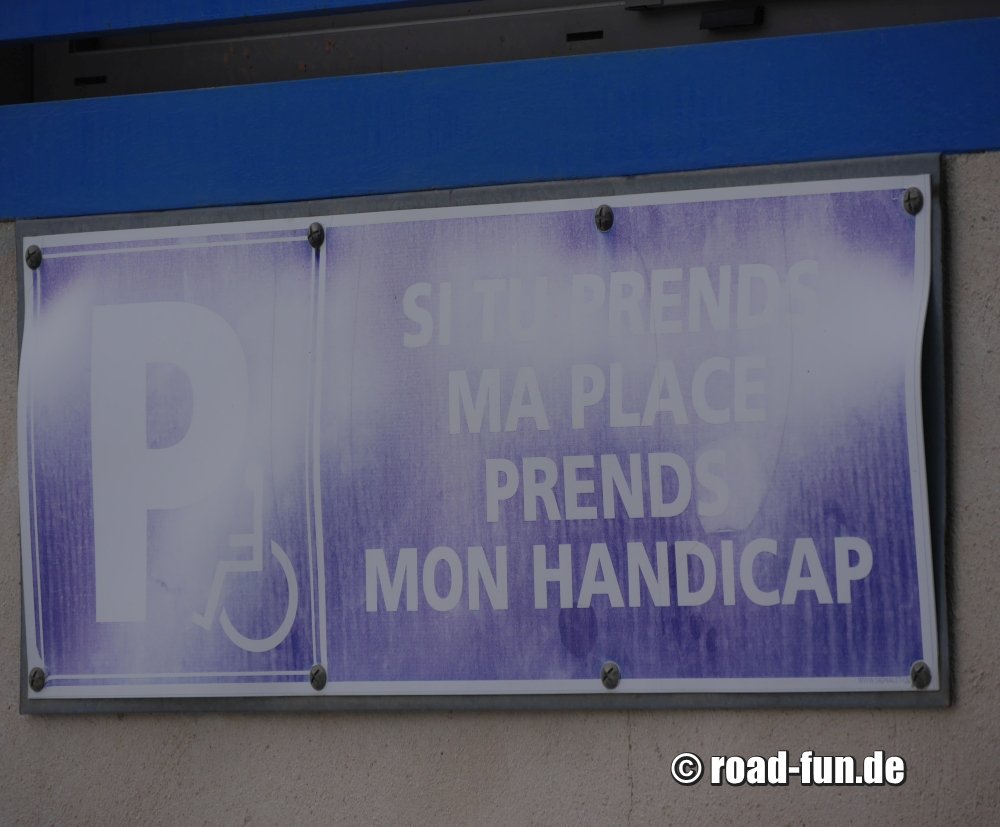 P
SI TU PRENDS
MA PLACE
PRENDS
MON HANDICAP
© road-fun.de